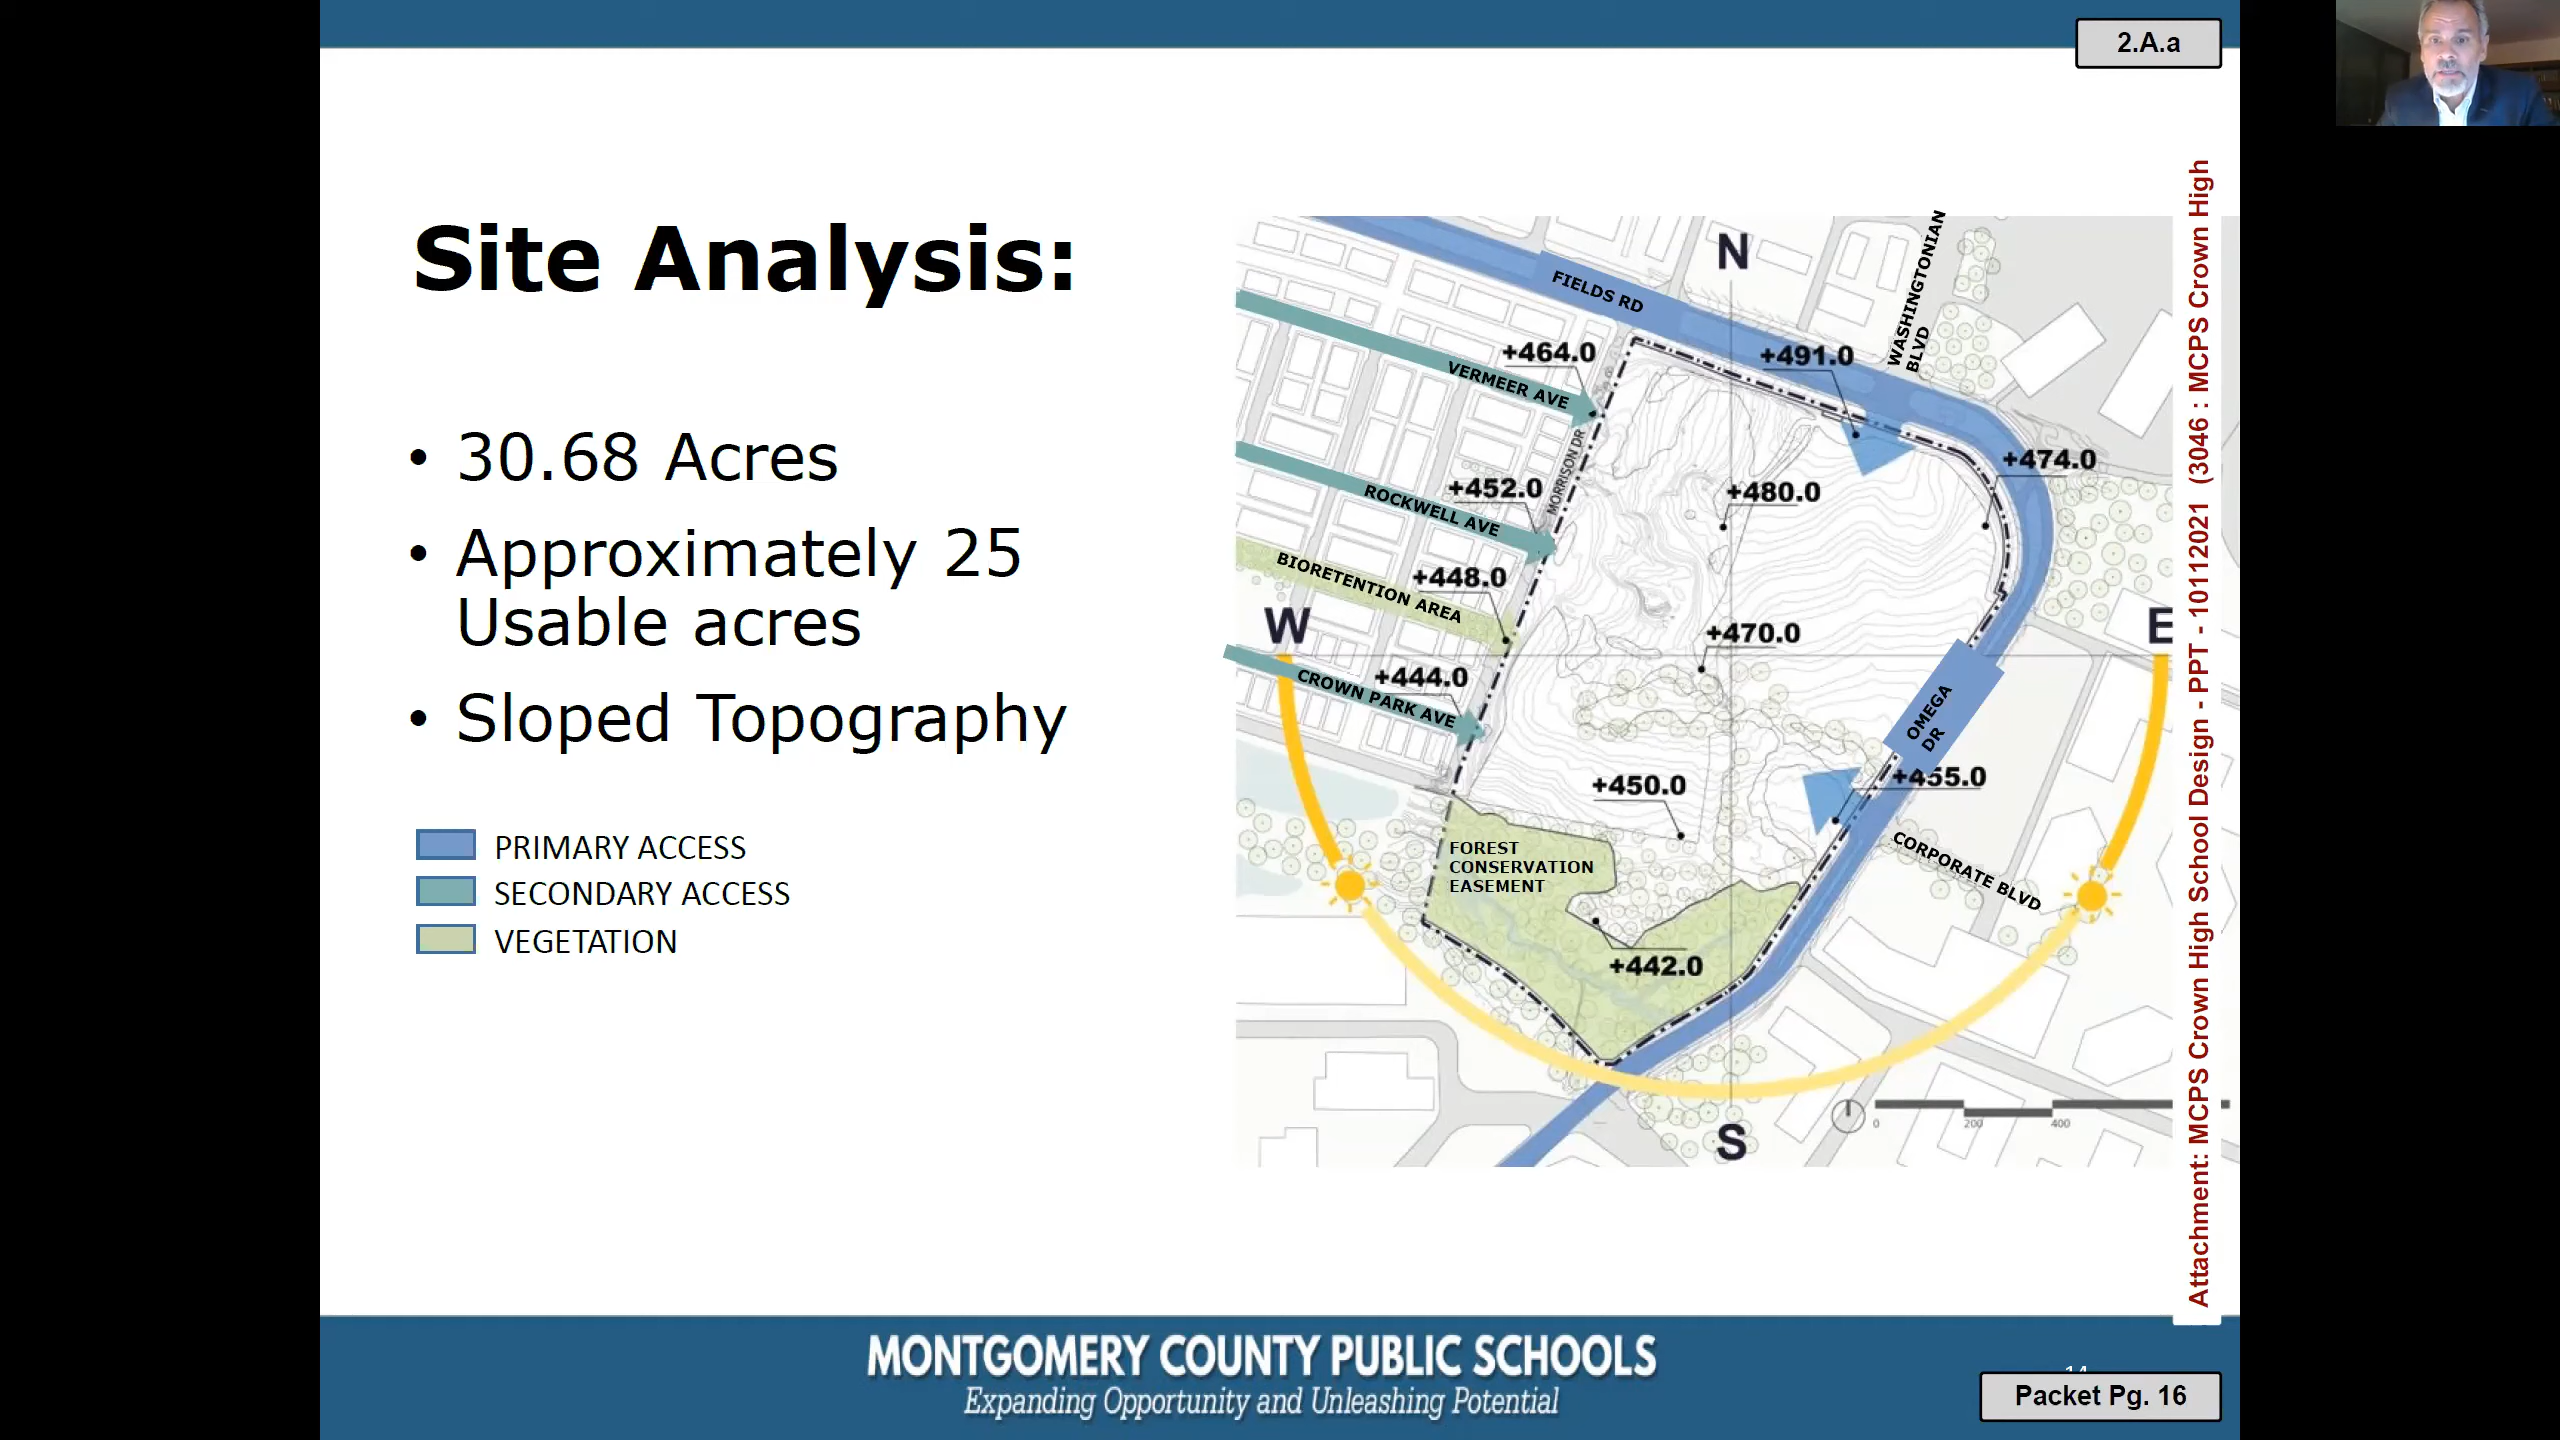 2.A.a
Site Analysis:
• 30.68 Acres
• Approximately 25
Usable acres
• Sloped Topography
PRIMARY ACCESS
SECONDARY ACCESS
VEGETATION
N
WASHINGTONIAN
BLVD
FIELDS RD
+464.0
+491.0
VERMEER AVE
MORRISON DR
+474.0
+452.0
+480.0
ROCKWELL AVE
BIORETENTION AREA
+448.0
W
E
+470.0
+444.0
CROWN PARK AVE
OMEGA
DR
+455.0
+450.0
CORPORATE BLVD
FOREST
CONSERVATION
EASEMENT
+442.0
S
0
200
400
Attachment: MCPS Crown High School Design - PPT - 10112021 (3046 : MCPS Crown High
MONTGOMERY COUNTY PUBLIC SCHOOLS
Expanding Opportunity and Unleashing Potential
Packet Pg. 16